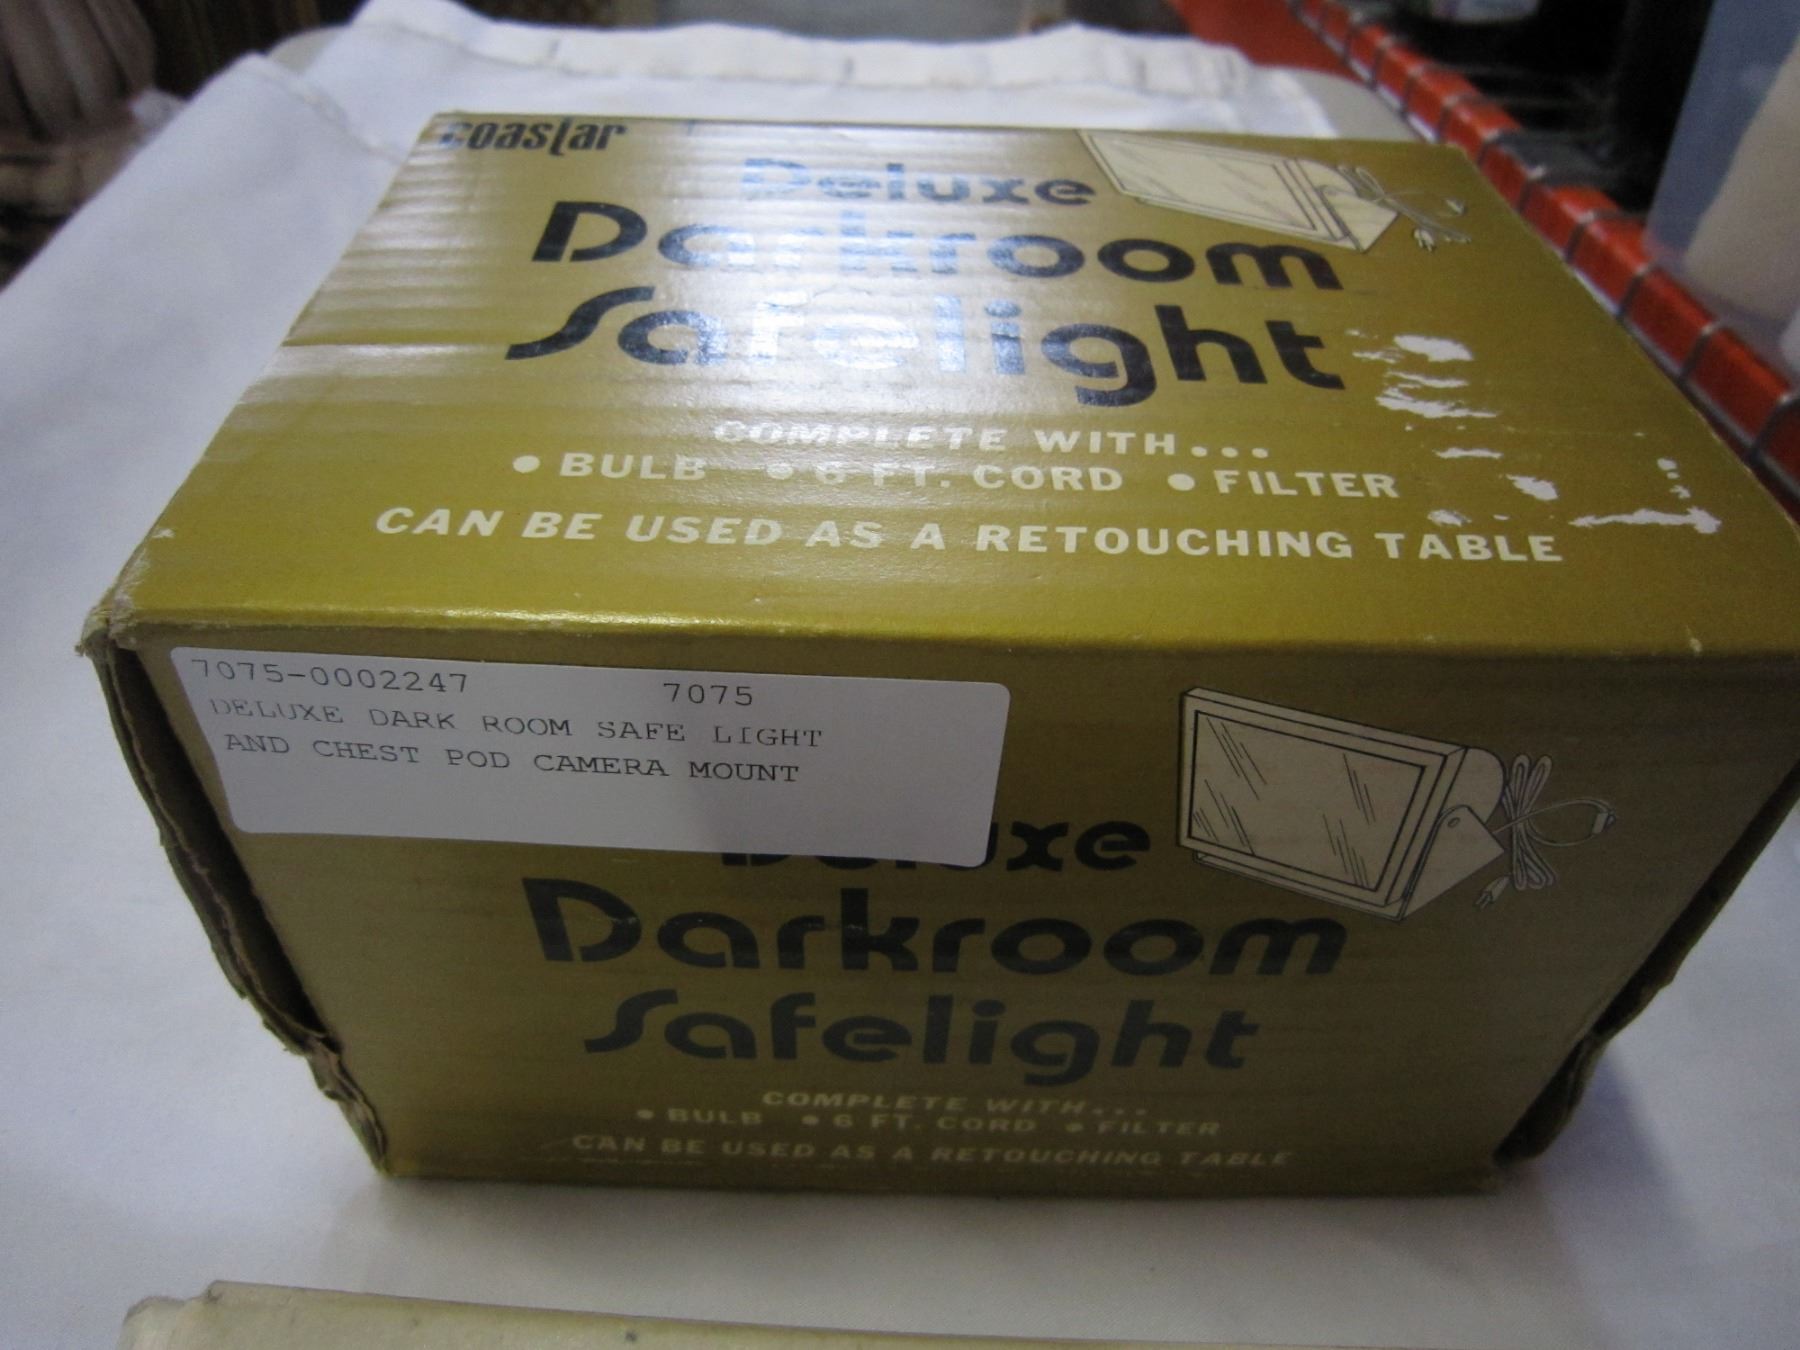 coastar
Deluxe
Darkroom
Safelight
COMPLETE WITH...
• BULB • 6 FT. CORD • FILTER
CAN BE USED AS A RETOUCHING TABLE
7075-0002247 7075
DELUXE DARK ROOM SAFE LIGHT
AND CHEST POD CAMERA MOUNT
Deluxe
Darkroom
Safelight
COMPLETE WITH...
• BULB • 6 FT. CORD • FILTER
CAN BE USED AS A RETOUCHING TABLE